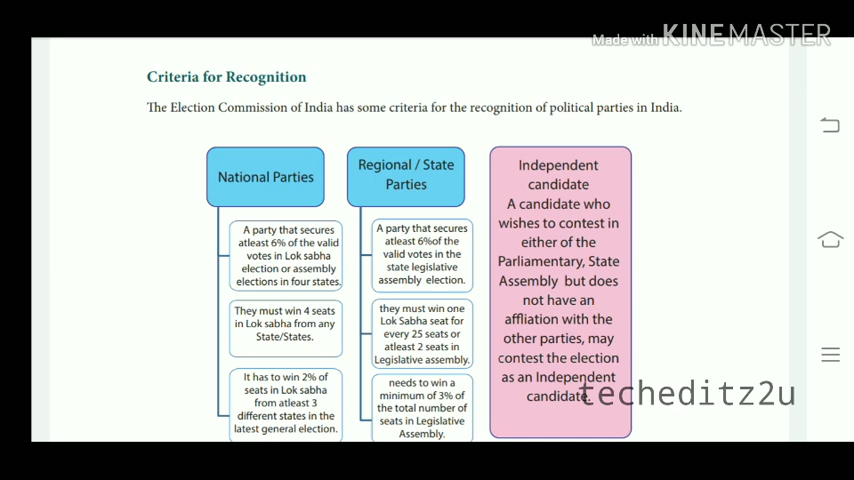 Made with KINEMASTER
Criteria for Recognition
The Election Commission of India has some criteria for the recognition of political parties in India.
National Parties
A party that secures
atleast 6% of the valid
votes in Lok sabha
election or assembly
elections in four states.
They must win 4 seats
in Lok sabha from any
State/States.
It has to win 2% of
seats in Lok sabha
from atleast 3
different states in the
latest general election.
Regional / State
Parties
A party that secures
atleast 6%of the
valid votes in the
state legislative
assembly election.
they must win one
Lok Sabha seat for
every 25 seats or
atleast 2 seats in
Legislative assembly.
needs to win a
minimum of 3% of
the total number of
seats in Legislative
Assembly.
Independent
candidate
A candidate who
wishes to contest in
either of the
Parliamentary, State
Assembly but does
not have an
affliation with the
other parties, may
contest the election
as an Independent
candidate.
techeditz2u